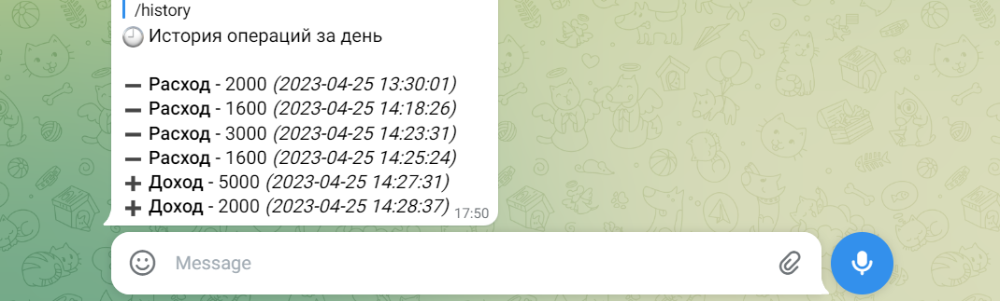 /history
🕘 История операций за день
➖ Расход - 2000 (2023-04-25 13:30:01)
➖ Расход - 1600 (2023-04-25 14:18:26)
➖ Расход - 3000 (2023-04-25 14:23:31)
➖ Расход - 1600 (2023-04-25 14:25:24)
➕ Доход - 5000 (2023-04-25 14:27:31)
➕ Доход - 2000 (2023-04-25 14:28:37) 17:50
Message